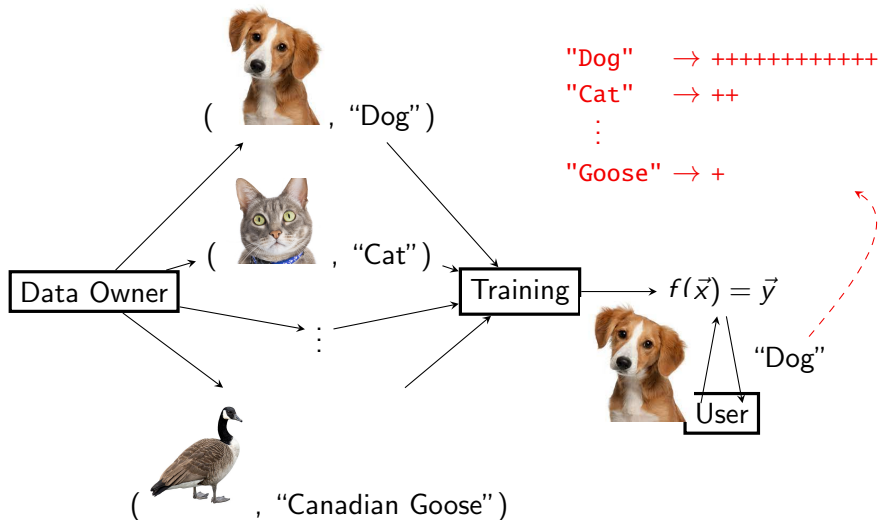 "Dog" → ++++++++++++
"Cat" → ++
⋮
"Goose" → +
( , “Dog”)
( , “Cat”)
Data Owner
⋮
Training
f(x⃗) = y⃗
“Dog”
User
( , “Canadian Goose”)